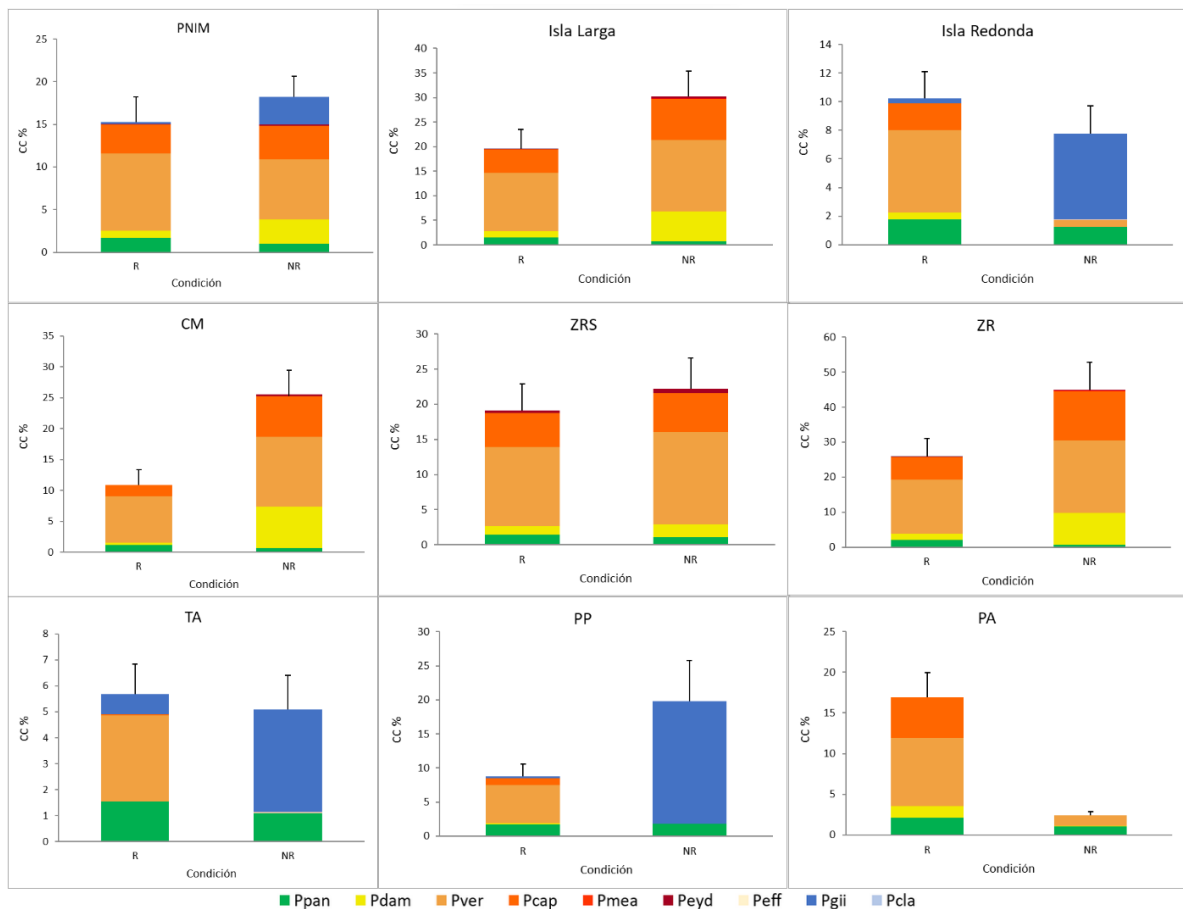 PNIM
25
20
15
10
5
0
CC %
R
NR
Condición
Isla Larga
40
35
30
25
20
15
10
5
0
CC %
R
NR
Condición
Isla Redonda
14
12
10
8
6
4
2
0
CC %
R
NR
Condición
CM
35
30
25
20
15
10
5
0
CC %
R
NR
Condición
ZRS
30
25
20
15
10
5
0
CC %
R
NR
Condición
ZR
60
50
40
30
20
10
0
CC %
R
NR
Condición
TA
8
7
6
5
4
3
2
1
0
CC %
R
NR
Condición
PP
30
25
20
15
10
5
0
CC %
R
NR
Condición
PA
25
20
15
10
5
0
CC %
R
NR
Condición
Ppan Pdam Pver Pcap Pmea Peyd Peff Pgii Pcla